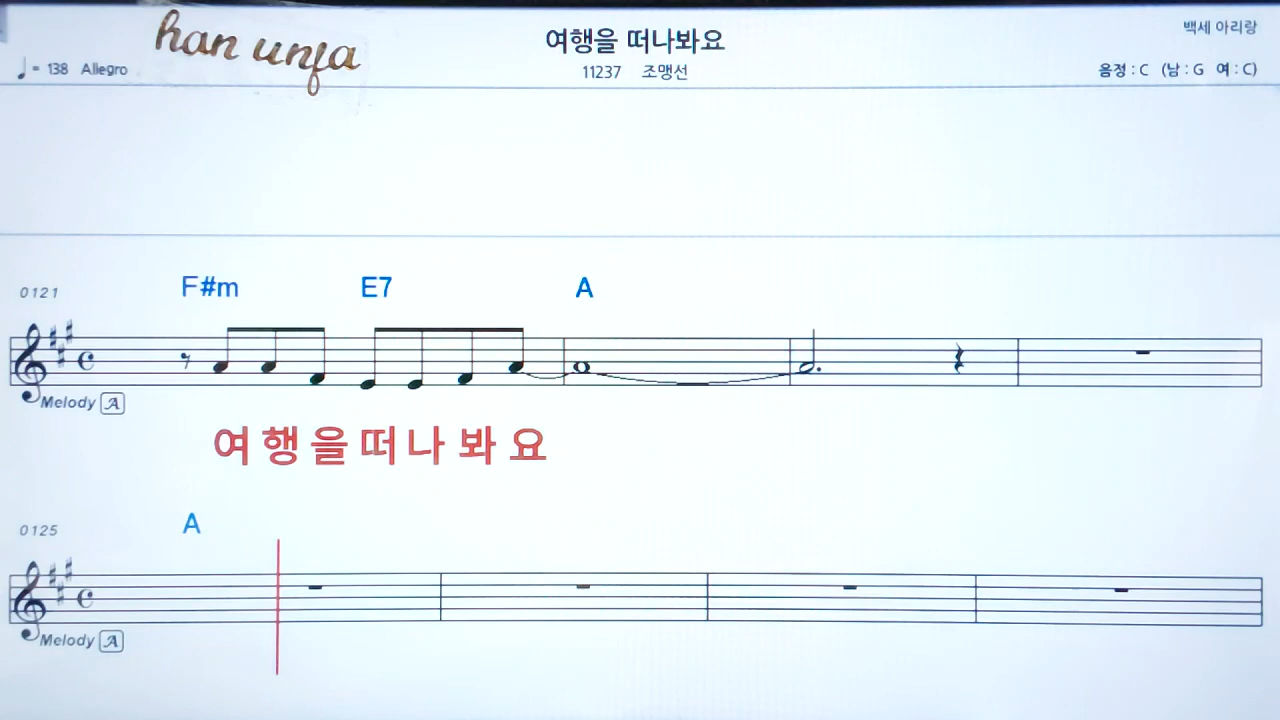 han unfa
여행을 떠나봐요
백세 아리랑
♩= 138 Allegro
11237 조맹선
음정 : C (남 : G 여 : C)
0121
F#m E7 A
Melody A
여 행 을 떠 나 봐 요
0125
A
Melody A